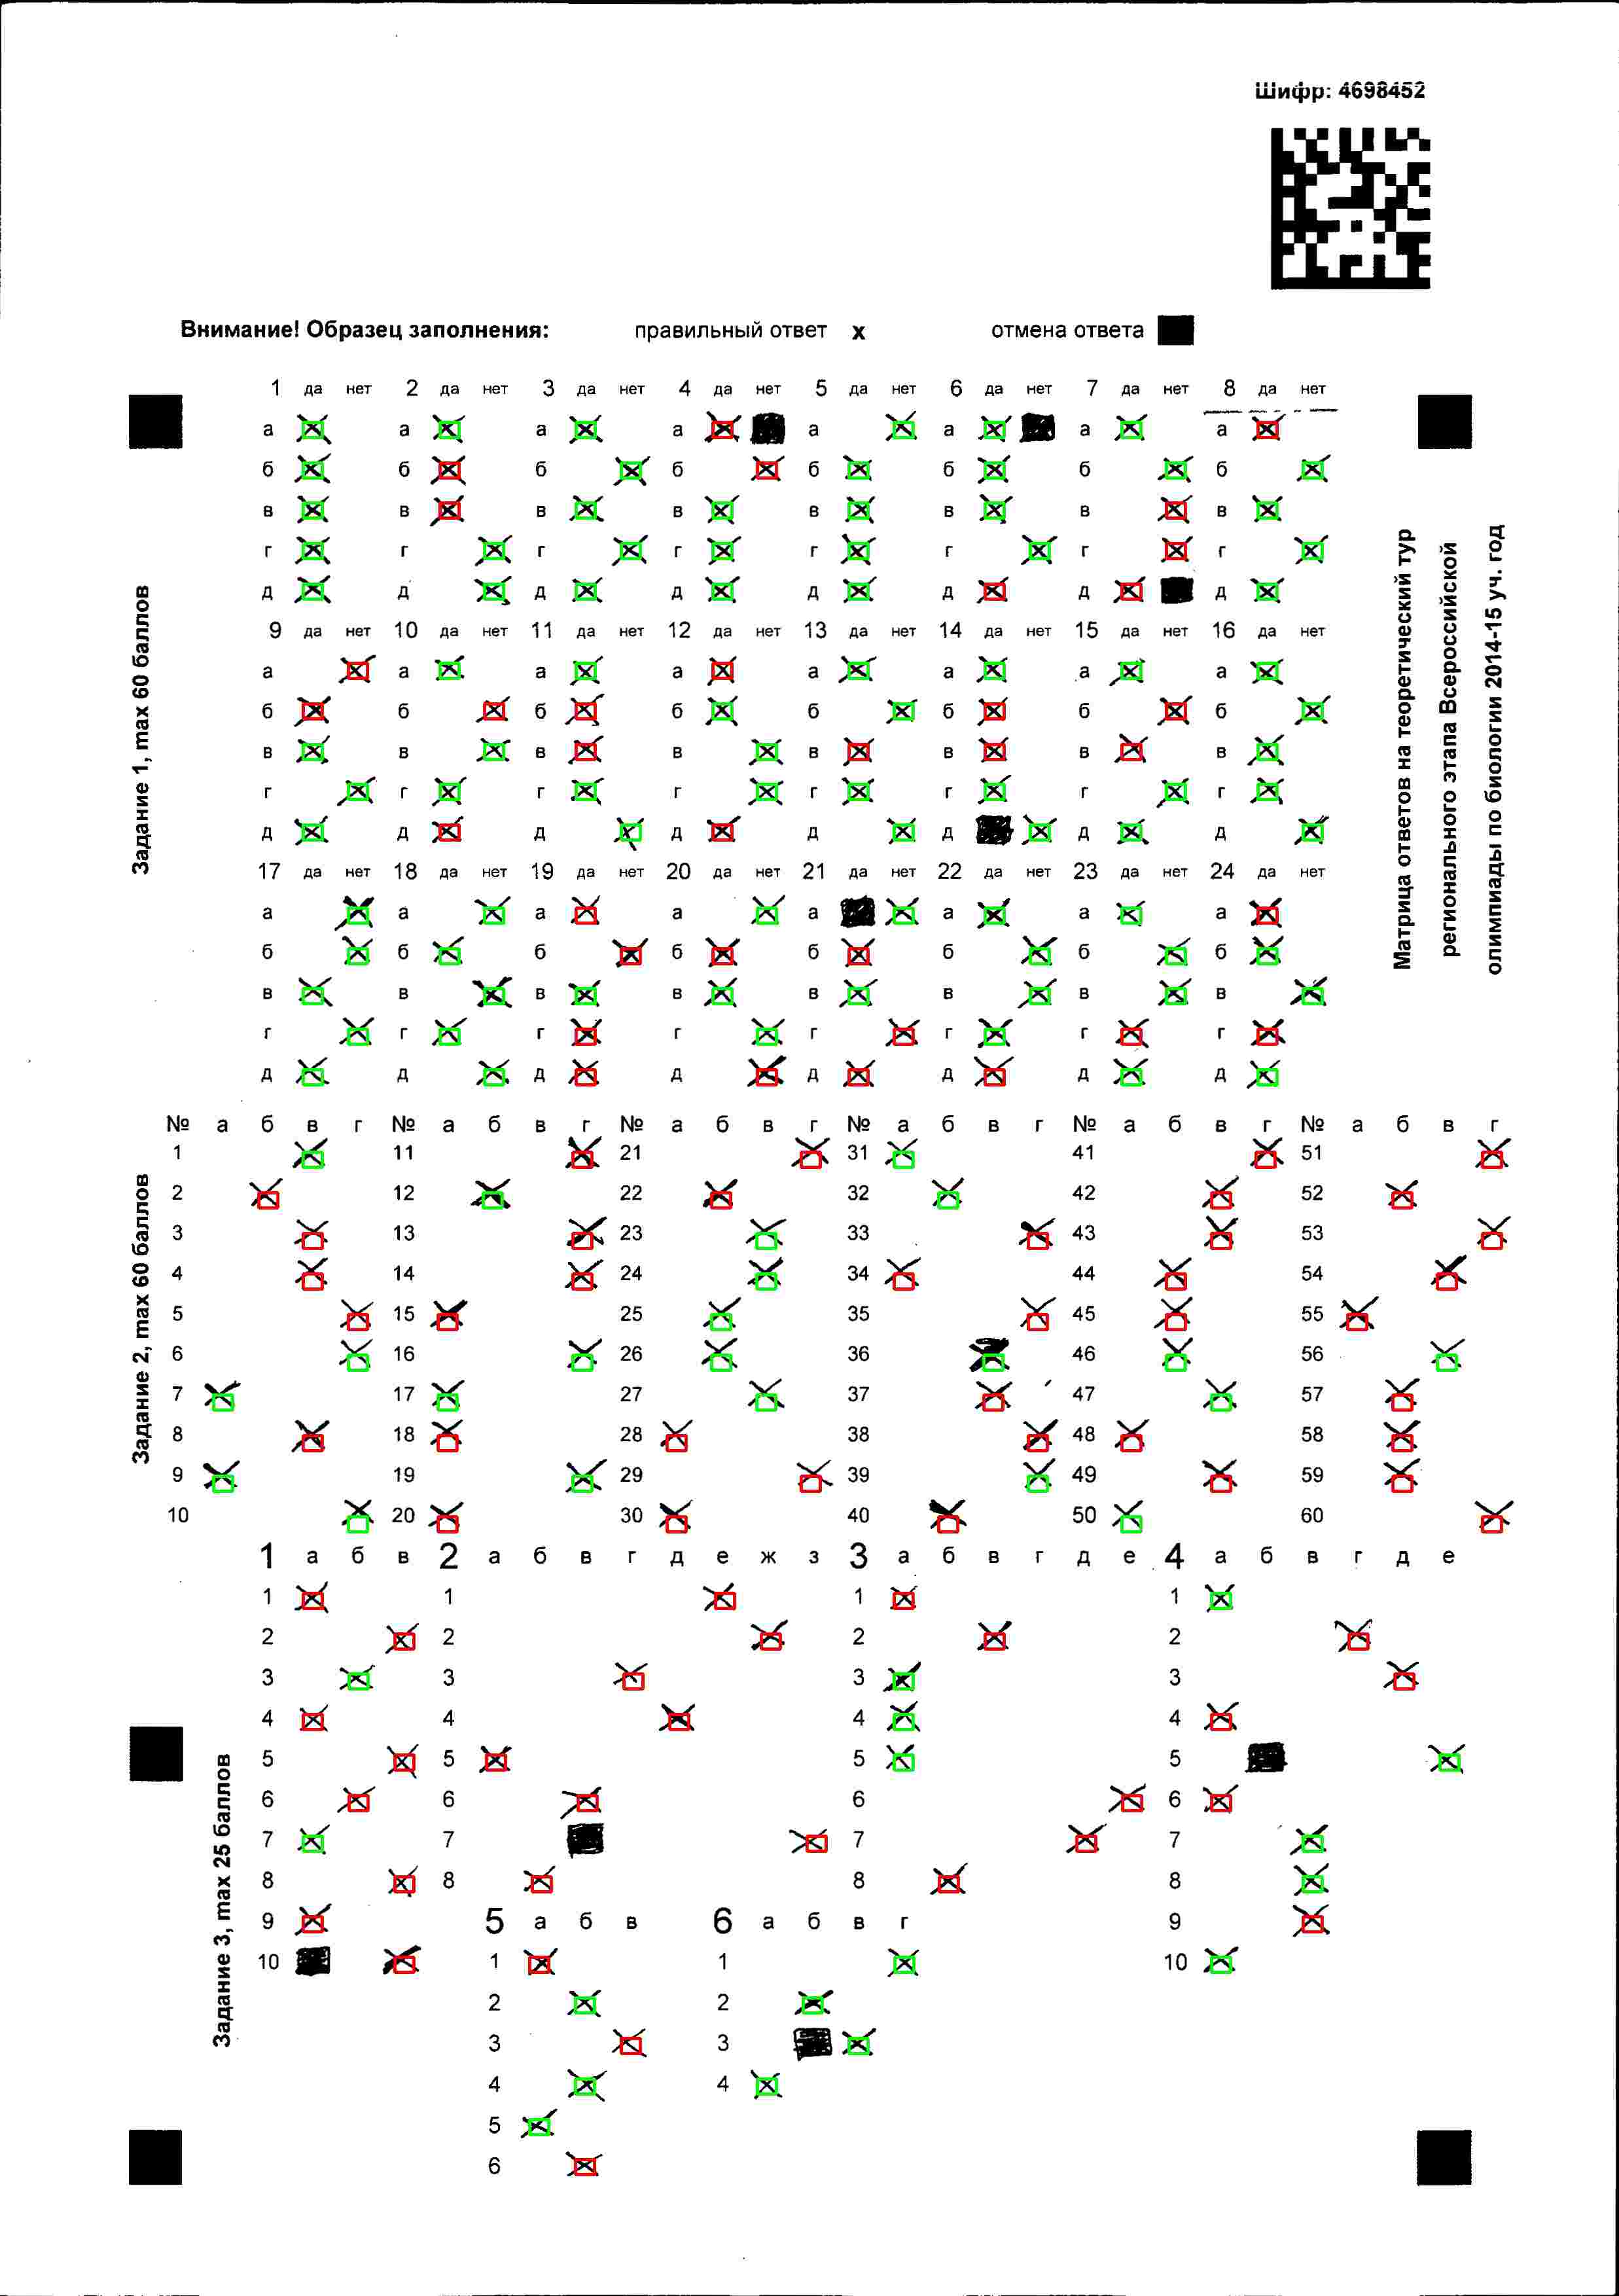 Шифр: 4698452
Внимание! Образец заполнения: правильный ответ x отмена ответа
1 да нет 2 да нет 3 да нет 4 да нет 5 да нет 6 да нет 7 да нет 8 да нет
а а а а а а а а
б б б б б б б б
в в в в в в в в
г г г г г г г г
д д д д д д д д
9 да нет 10 да нет 11 да нет 12 да нет 13 да нет 14 да нет 15 да нет 16 да нет
а а а а а а а а
б б б б б б б б
в в в в в в в в
г г г г г г г г
д д д д д д д д
17 да нет 18 да нет 19 да нет 20 да нет 21 да нет 22 да нет 23 да нет 24 да нет
а а а а а а а а
б б б б б б б б
в в в в в в в в
г г г г г г г г
д д д д д д д д
Задание 1, max 60 баллов
Матрица ответов на теоретический тур
регионального этапа Всероссийской
олимпиады по биологии 2014-15 уч. год
№ а б в г № а б в г № а б в г № а б в г № а б в г № а б в г
1 11 21 31 41 51
2 12 22 32 42 52
3 13 23 33 43 53
4 14 24 34 44 54
5 15 25 35 45 55
6 16 26 36 46 56
7 17 27 37 47 57
8 18 28 38 48 58
9 19 29 39 49 59
10 20 30 40 50 60
Задание 2, max 60 баллов
1 а б в 2 а б в г д е ж з 3 а б в г д е 4 а б в г д е
1 1 1 1
2 2 2 2
3 3 3 3
4 4 4 4
5 5 5 5
6 6 6 6
7 7 7 7
8 8 8 8
9 5 а б в 6 а б в г 9
10 1 1 10
2 2
3 3
4 4
5
6
Задание 3, max 25 баллов